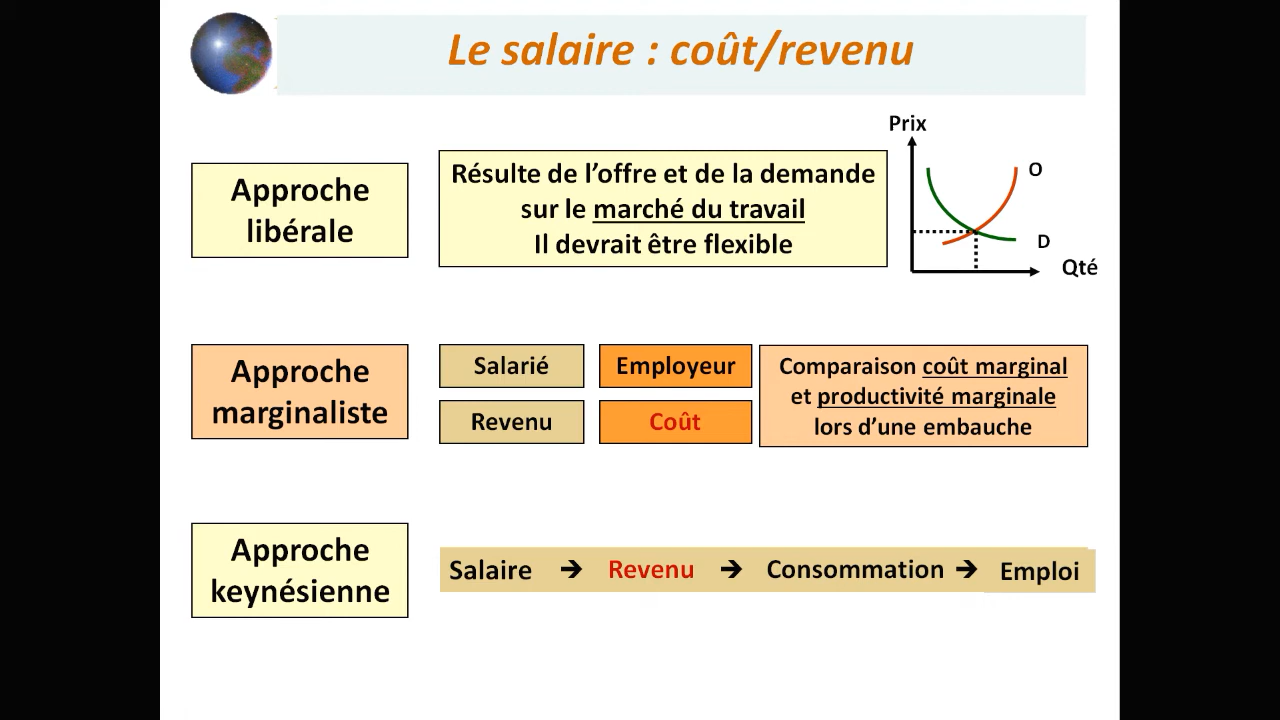 Le salaire : coût/revenu
Approche
libérale
Résulte de l’offre et de la demande
sur le marché du travail
Il devrait être flexible
Prix
O
D
Qté
Approche
marginaliste
Salarié
Employeur
Revenu
Coût
Comparaison coût marginal
et productivité marginale
lors d’une embauche
Approche
keynésienne
Salaire → Revenu → Consommation → Emploi